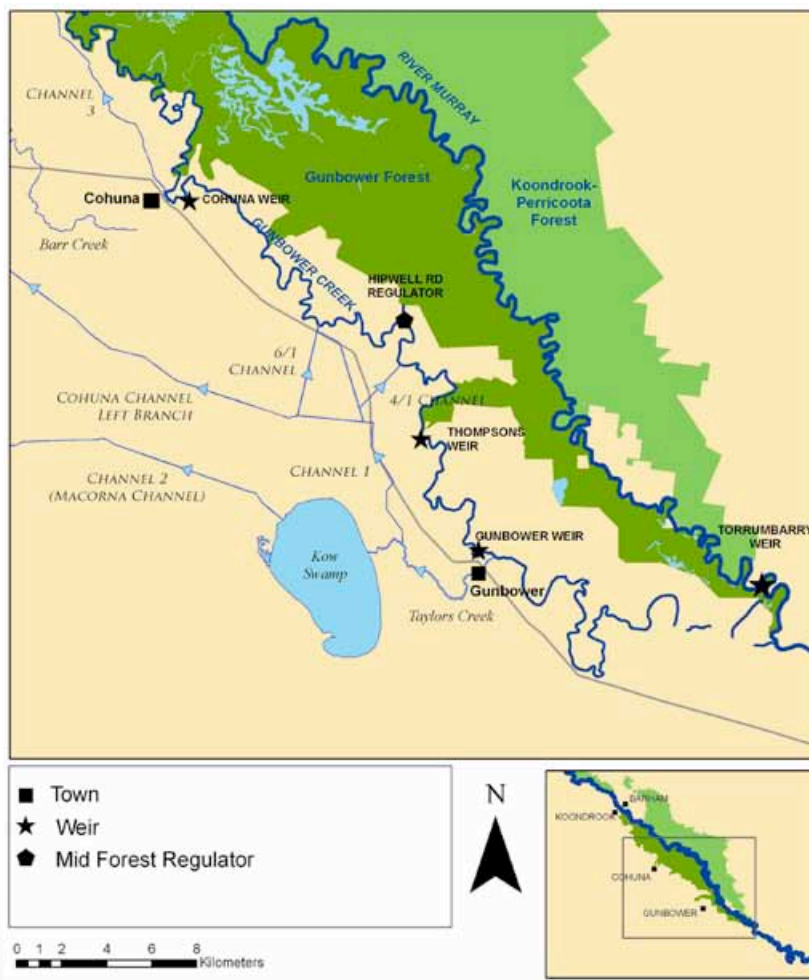 CHANNEL
3
RIVER MURRAY
Gunbower Forest
Koondrook-
Perricoota
Forest
Cohuna
COHUNA WEIR
Barr Creek
GUNBOWER CREEK
HIPWELL RD
REGULATOR
6/1
CHANNEL
COHUNA CHANNEL
LEFT BRANCH
4/1 CHANNEL
THOMPSONS
WEIR
CHANNEL 1
CHANNEL 2
(MACORNA CHANNEL)
GUNBOWER WEIR
TORRUMBARRY
WEIR
Kow
Swamp
Gunbower
Taylors Creek
Town
Weir
Mid Forest Regulator
N
0 1 2 4 6 8
Kilometers
BARHAM
KOONDROOK
COHUNA
GUNBOWER